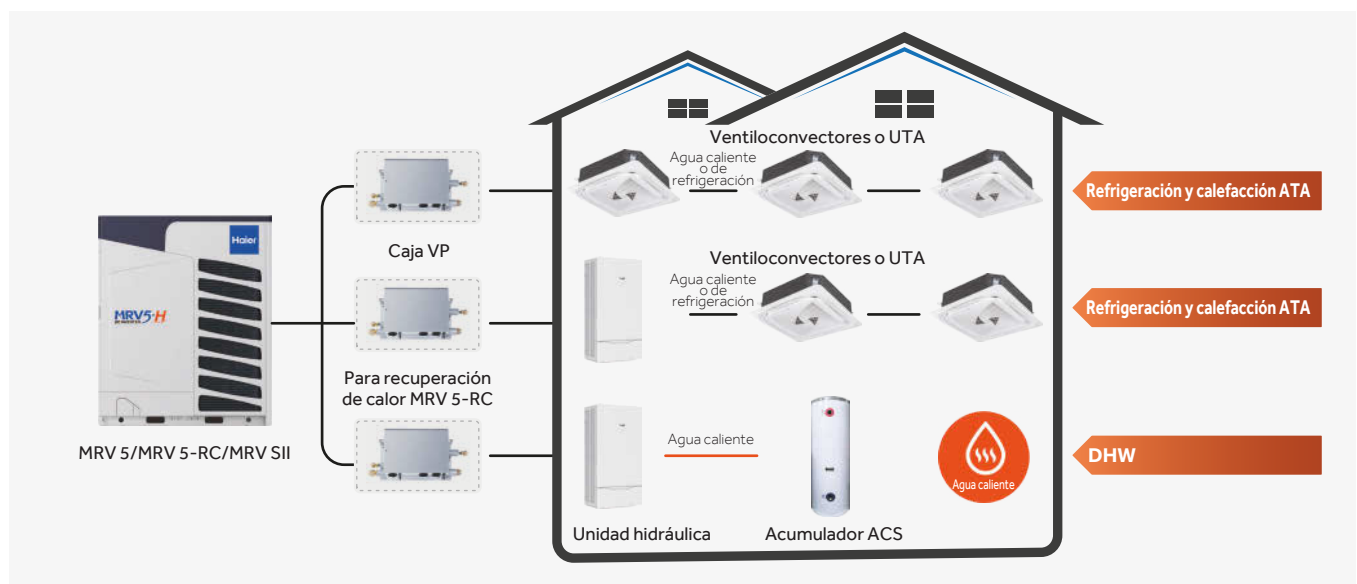 Haier
MRV5-H
MRV 5/MRV 5-RC/MRV SII
Caja VP
Para recuperación
de calor MRV 5-RC
Ventiloconvectores o UTA
Agua caliente
o de
refrigeración
Refrigeración y calefacción ATA
Ventiloconvectores o UTA
Agua caliente
o de
refrigeración
Refrigeración y calefacción ATA
Agua caliente
Agua caliente
DHW
Unidad hidráulica
Acumulador ACS